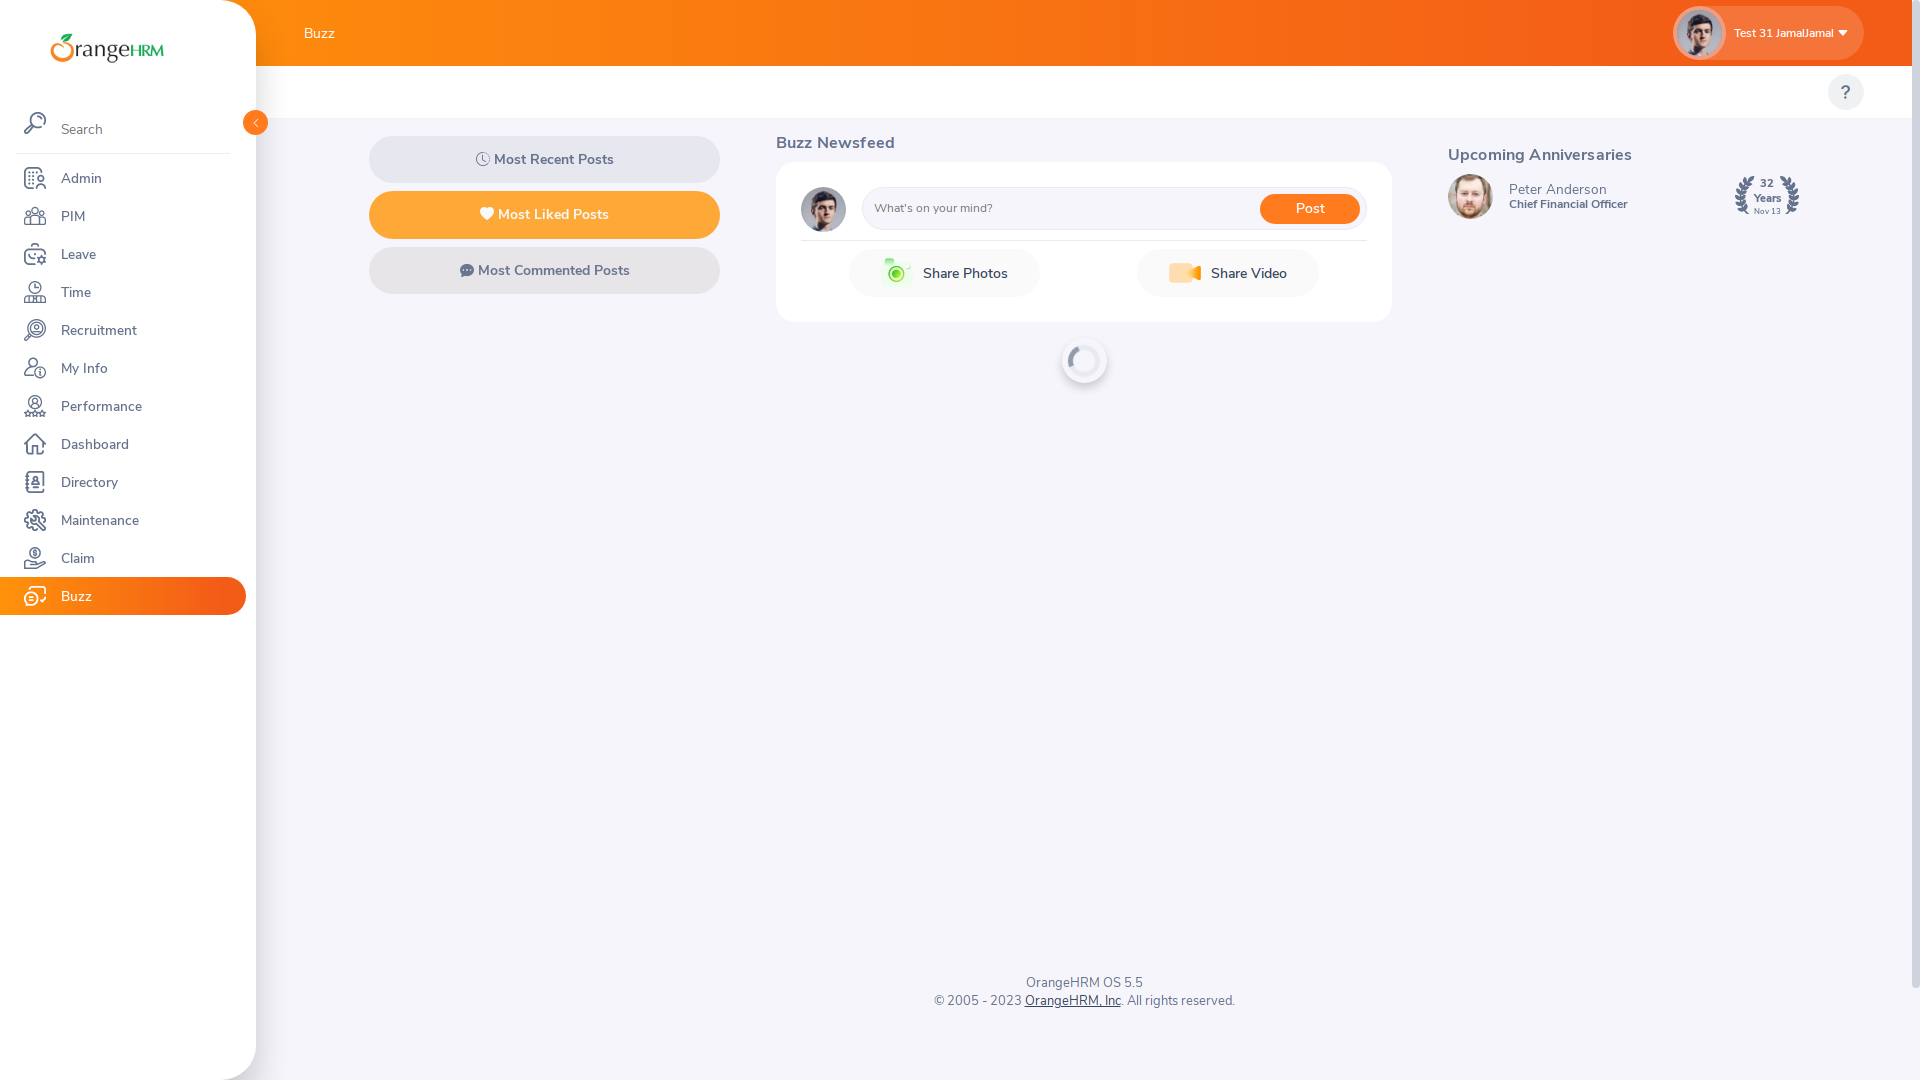 OrangeHRM
Search
Admin
PIM
Leave
Time
Recruitment
My Info
Performance
Dashboard
Directory
Maintenance
Claim
Buzz
Buzz
Test 31 JamalJamal
?
Most Recent Posts
Most Liked Posts
Most Commented Posts
Buzz Newsfeed
What's on your mind?
Post
Share Photos
Share Video
Upcoming Anniversaries
Peter Anderson
Chief Financial Officer
32
Years
Nov 13
OrangeHRM OS 5.5
© 2005 - 2023 OrangeHRM, Inc. All rights reserved.